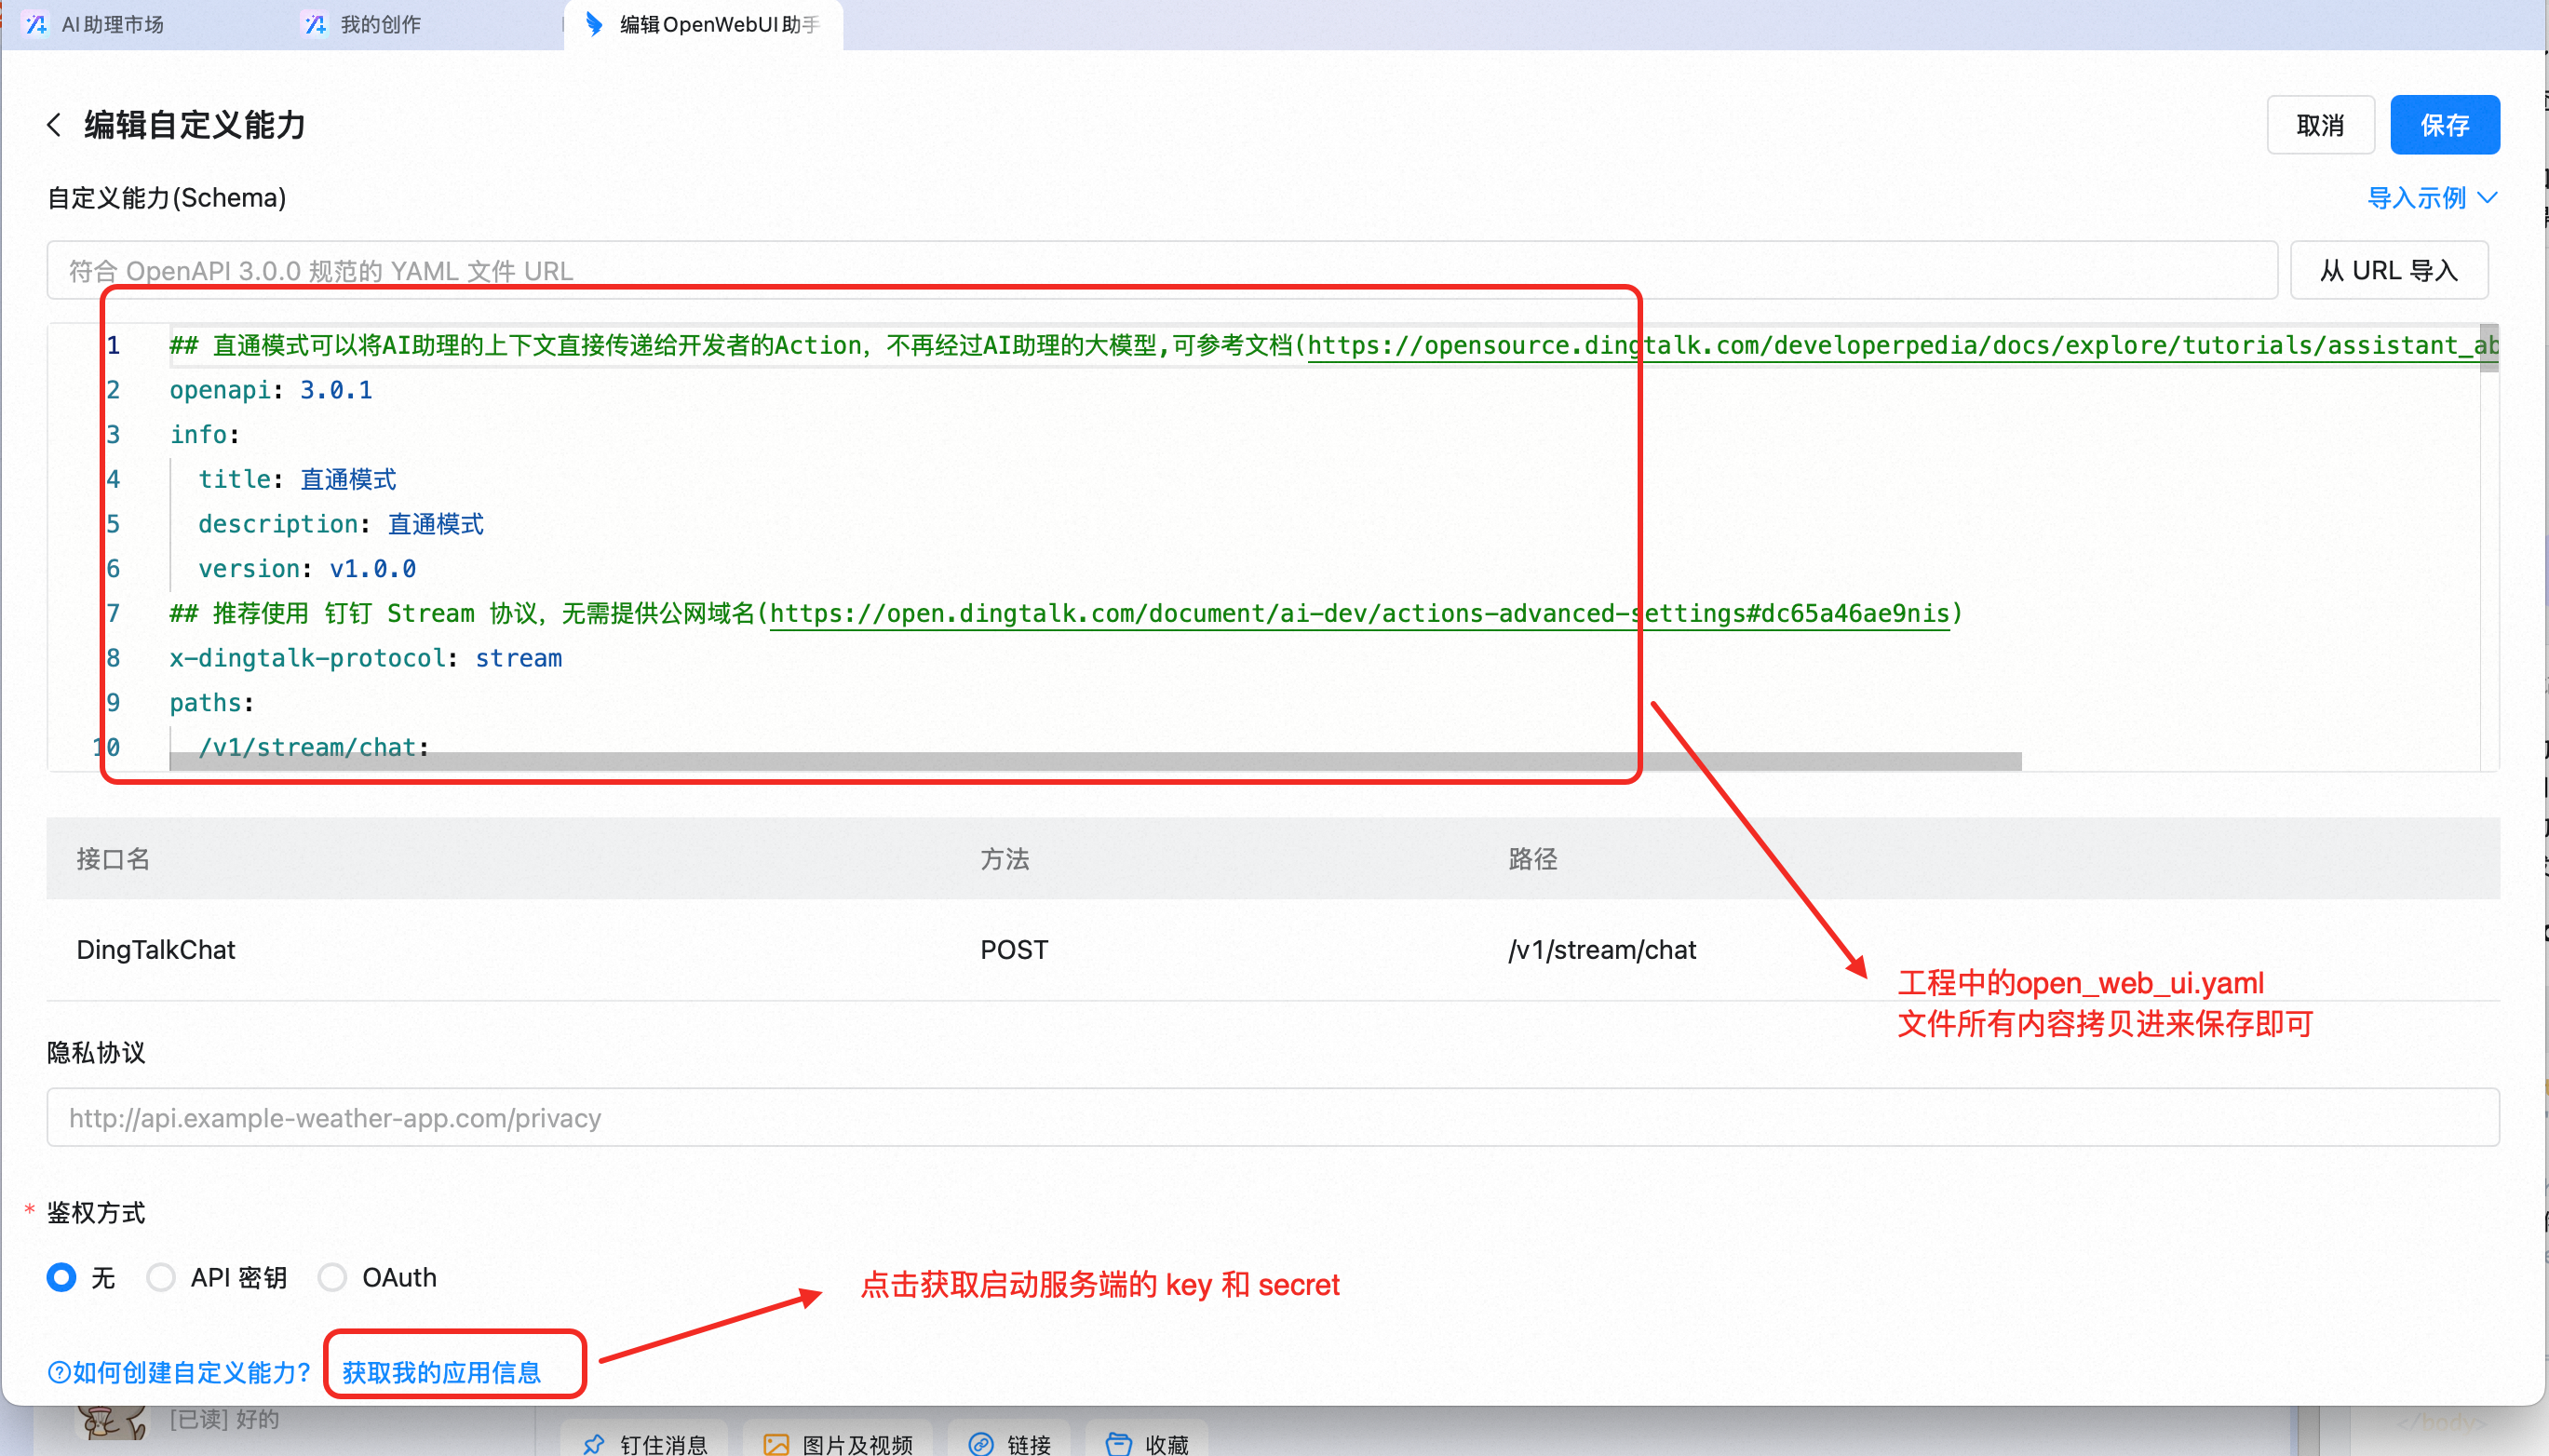 AI助理市场
我的创作
编辑OpenWebUI助手
编辑自定义能力
取消
保存
自定义能力(Schema)
导入示例
符合 OpenAPI 3.0.0 规范的 YAML 文件 URL
从 URL 导入
1 ## 直通模式可以将AI助理的上下文直接传递给开发者的Action，不再经过AI助理的大模型,可参考文档(https://opensource.dingtalk.com/developerpedia/docs/explore/tutorials/assistant_ab
2 openapi: 3.0.1
3 info:
4 title: 直通模式
5 description: 直通模式
6 version: v1.0.0
7 ## 推荐使用 钉钉 Stream 协议，无需提供公网域名(https://open.dingtalk.com/document/ai-dev/actions-advanced-settings#dc65a46ae9nis)
8 x-dingtalk-protocol: stream
9 paths:
10 /v1/stream/chat:
接口名 方法 路径
DingTalkChat POST /v1/stream/chat
工程中的open_web_ui.yaml
文件所有内容拷贝进来保存即可
隐私协议
http://api.example-weather-app.com/privacy
* 鉴权方式
无 API 密钥 OAuth
点击获取启动服务端的 key 和 secret
如何创建自定义能力?
获取我的应用信息
[已读] 好的
钉住消息
图片及视频
链接
收藏
</body>